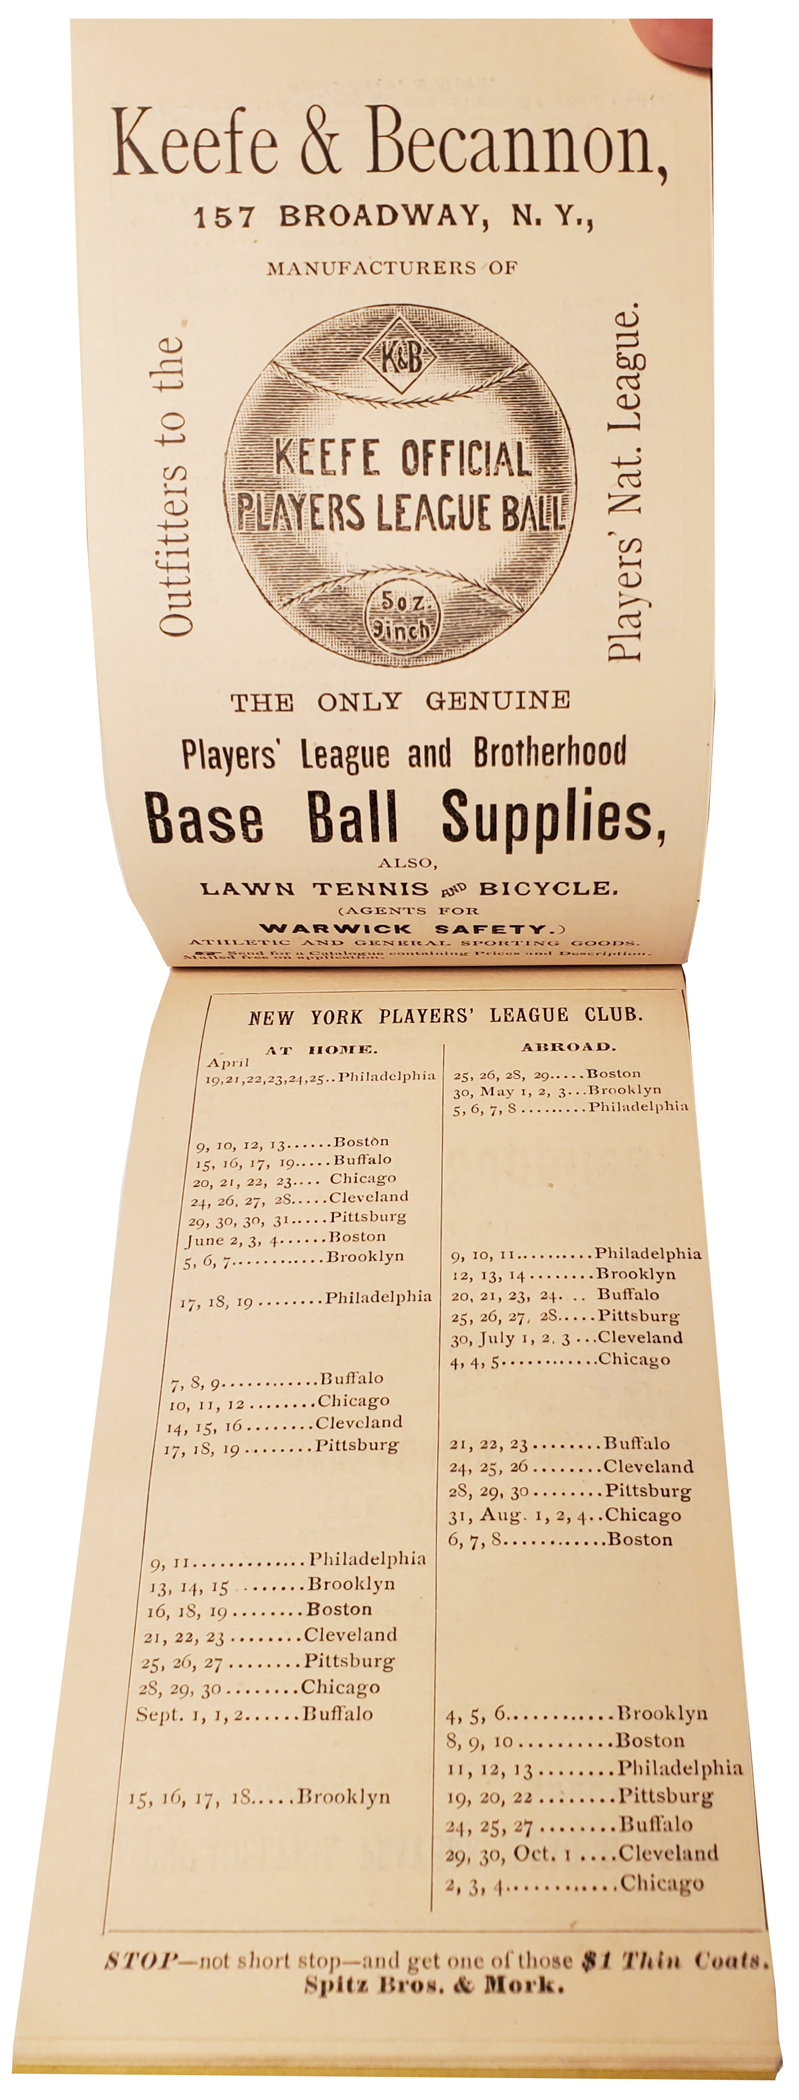 Keefe & Becannon,
157 BROADWAY, N. Y.,
MANUFACTURERS OF
Outfitters to the
K&B
KEEFE OFFICIAL
PLAYERS LEAGUE BALL
5oz.
9inch
Players' Nat. League.
THE ONLY GENUINE
Players' League and Brotherhood
Base Ball Supplies,
ALSO,
LAWN TENNIS AND BICYCLE.
(AGENTS FOR
WARWICK SAFETY.)
ATHLETIC AND GENERAL SPORTING GOODS.
Send for a Catalogue containing Prices and Description.
Mailed free on application.
NEW YORK PLAYERS' LEAGUE CLUB.
AT HOME.
April
19,21,22,23,24,25..Philadelphia
9, 10, 12, 13......Boston
15, 16, 17, 19.....Buffalo
20, 21, 22, 23.... Chicago
24, 26, 27, 28.....Cleveland
29, 30, 30, 31.....Pittsburg
June 2, 3, 4......Boston
5, 6, 7............Brooklyn
17, 18, 19........Philadelphia
7, 8, 9............Buffalo
10, 11, 12........Chicago
14, 15, 16........Cleveland
17, 18, 19........Pittsburg
9, 11.............Philadelphia
13, 14, 15........Brooklyn
16, 18, 19........Boston
21, 22, 23........Cleveland
25, 26, 27........Pittsburg
28, 29, 30........Chicago
Sept. 1, 1, 2......Buffalo
15, 16, 17, 18.....Brooklyn
ABROAD.
25, 26, 28, 29.....Boston
30, May 1, 2, 3...Brooklyn
5, 6, 7, 8.........Philadelphia
9, 10, 11..........Philadelphia
12, 13, 14........Brooklyn
20, 21, 23, 24.... Buffalo
25, 26, 27, 28.....Pittsburg
30, July 1, 2, 3...Cleveland
4, 4, 5............Chicago
21, 22, 23........Buffalo
24, 25, 26........Cleveland
28, 29, 30........Pittsburg
31, Aug. 1, 2, 4..Chicago
6, 7, 8............Boston
4, 5, 6............Brooklyn
8, 9, 10..........Boston
11, 12, 13........Philadelphia
19, 20, 22........Pittsburg
24, 25, 27........Buffalo
29, 30, Oct. 1....Cleveland
2, 3, 4............Chicago
STOP—not short stop—and get one of those $1 Thin Coats.
Spitz Bros. & Mork.